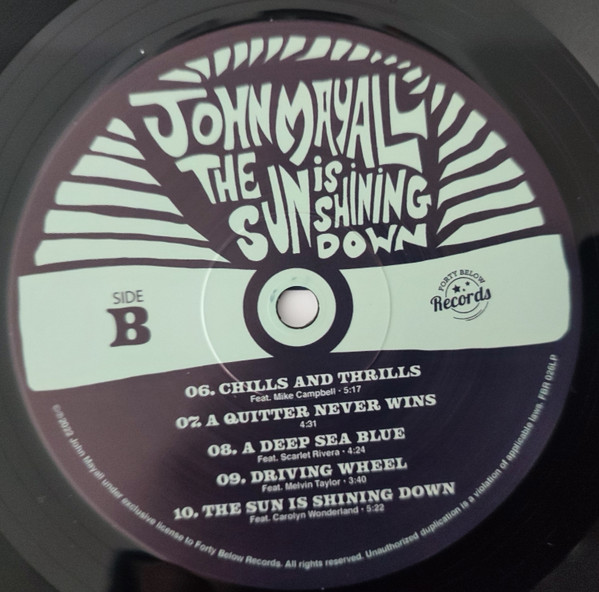 JOHN MAYALL
THE SUN is SHiNiNG DOWN
SIDE
B
FORTY BELOW
Records
06. CHILLS AND THRILLS
Feat. Mike Campbell • 5:17
07. A QUITTER NEVER WINS
4:31
08. A DEEP SEA BLUE
Feat. Scarlet Rivera • 4:24
09. DRIVING WHEEL
Feat. Melvin Taylor • 3:40
10. THE SUN IS SHINING DOWN
Feat. Carolyn Wonderland • 5:22
©℗2022 John Mayall under exclusive license to Forty Below Records. All rights reserved. Unauthorized duplication is a violation of applicable laws. FBR 026LP